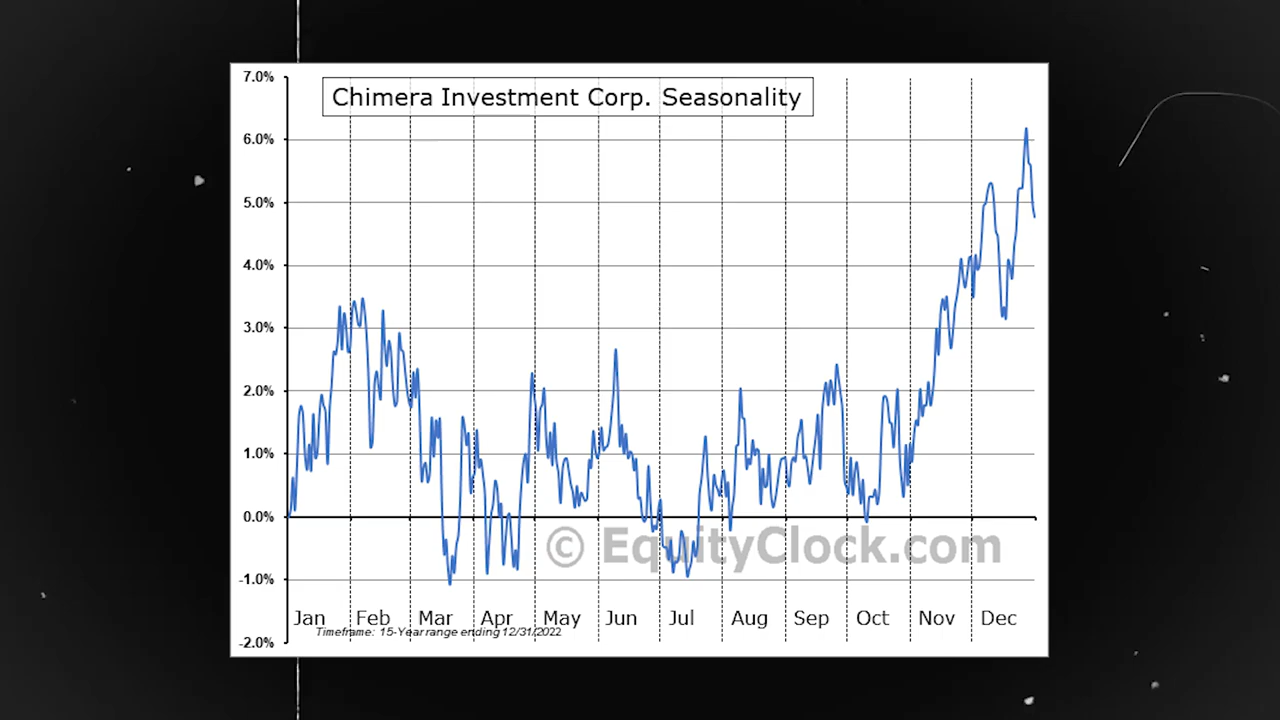 7.0%
Chimera Investment Corp. Seasonality
6.0%
5.0%
4.0%
3.0%
2.0%
1.0%
0.0%
© EquityClock.com
-1.0%
Jan Feb Mar Apr May Jun Jul Aug Sep Oct Nov Dec
Timeframe: 15-Year range ending 12/31/2022
-2.0%